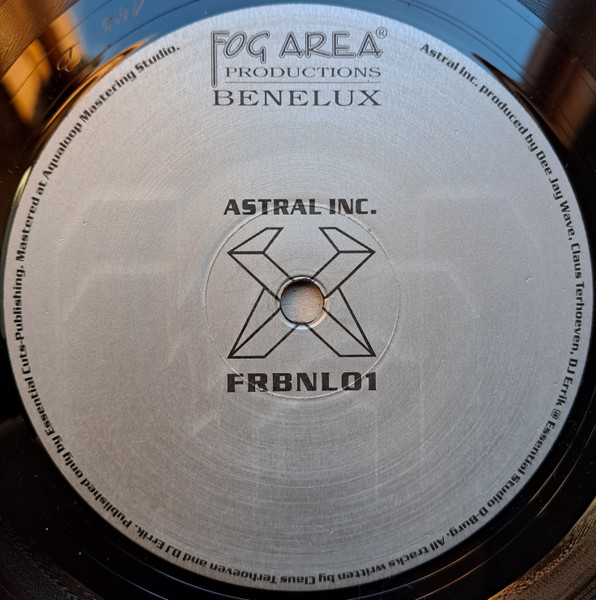 FOG AREA®
PRODUCTIONS
BENELUX
ASTRAL INC.
FRBNL01
Astral Inc. produced by Dee Jay Wave, Claus Terhoeven, DJ Errik @ Essential Studio D-Burg. All tracks written by Claus Terhoeven and DJ Errik. Published only by Essential Cuts-Publishing. Mastered at Aqualoop Mastering Studio.